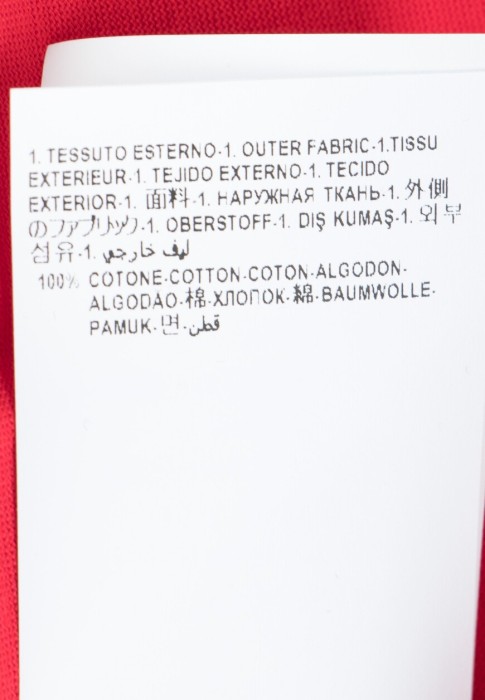 1. TESSUTO ESTERNO-1. OUTER FABRIC-1.TISSU
EXTERIEUR-1. TEJIDO EXTERNO-1. TECIDO
EXTERIOR-1. 面料-1. НАРУЖНАЯ ТКАНЬ-1. 外側
のファブリック-1. OBERSTOFF-1. DIŞ KUMAŞ-1. 외부
섬유-1. ليف خارجي
100% COTONE-COTTON-COTON-ALGODON-
ALGODAO-棉-ХЛОПОК-綿-BAUMWOLLE-
PAMUK-면-قطن